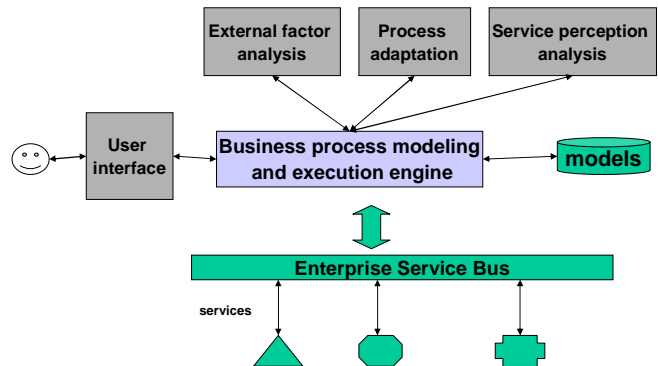 External factor
analysis
Process
adaptation
Service perception
analysis
User
interface
Business process modeling
and execution engine
models
Enterprise Service Bus
services